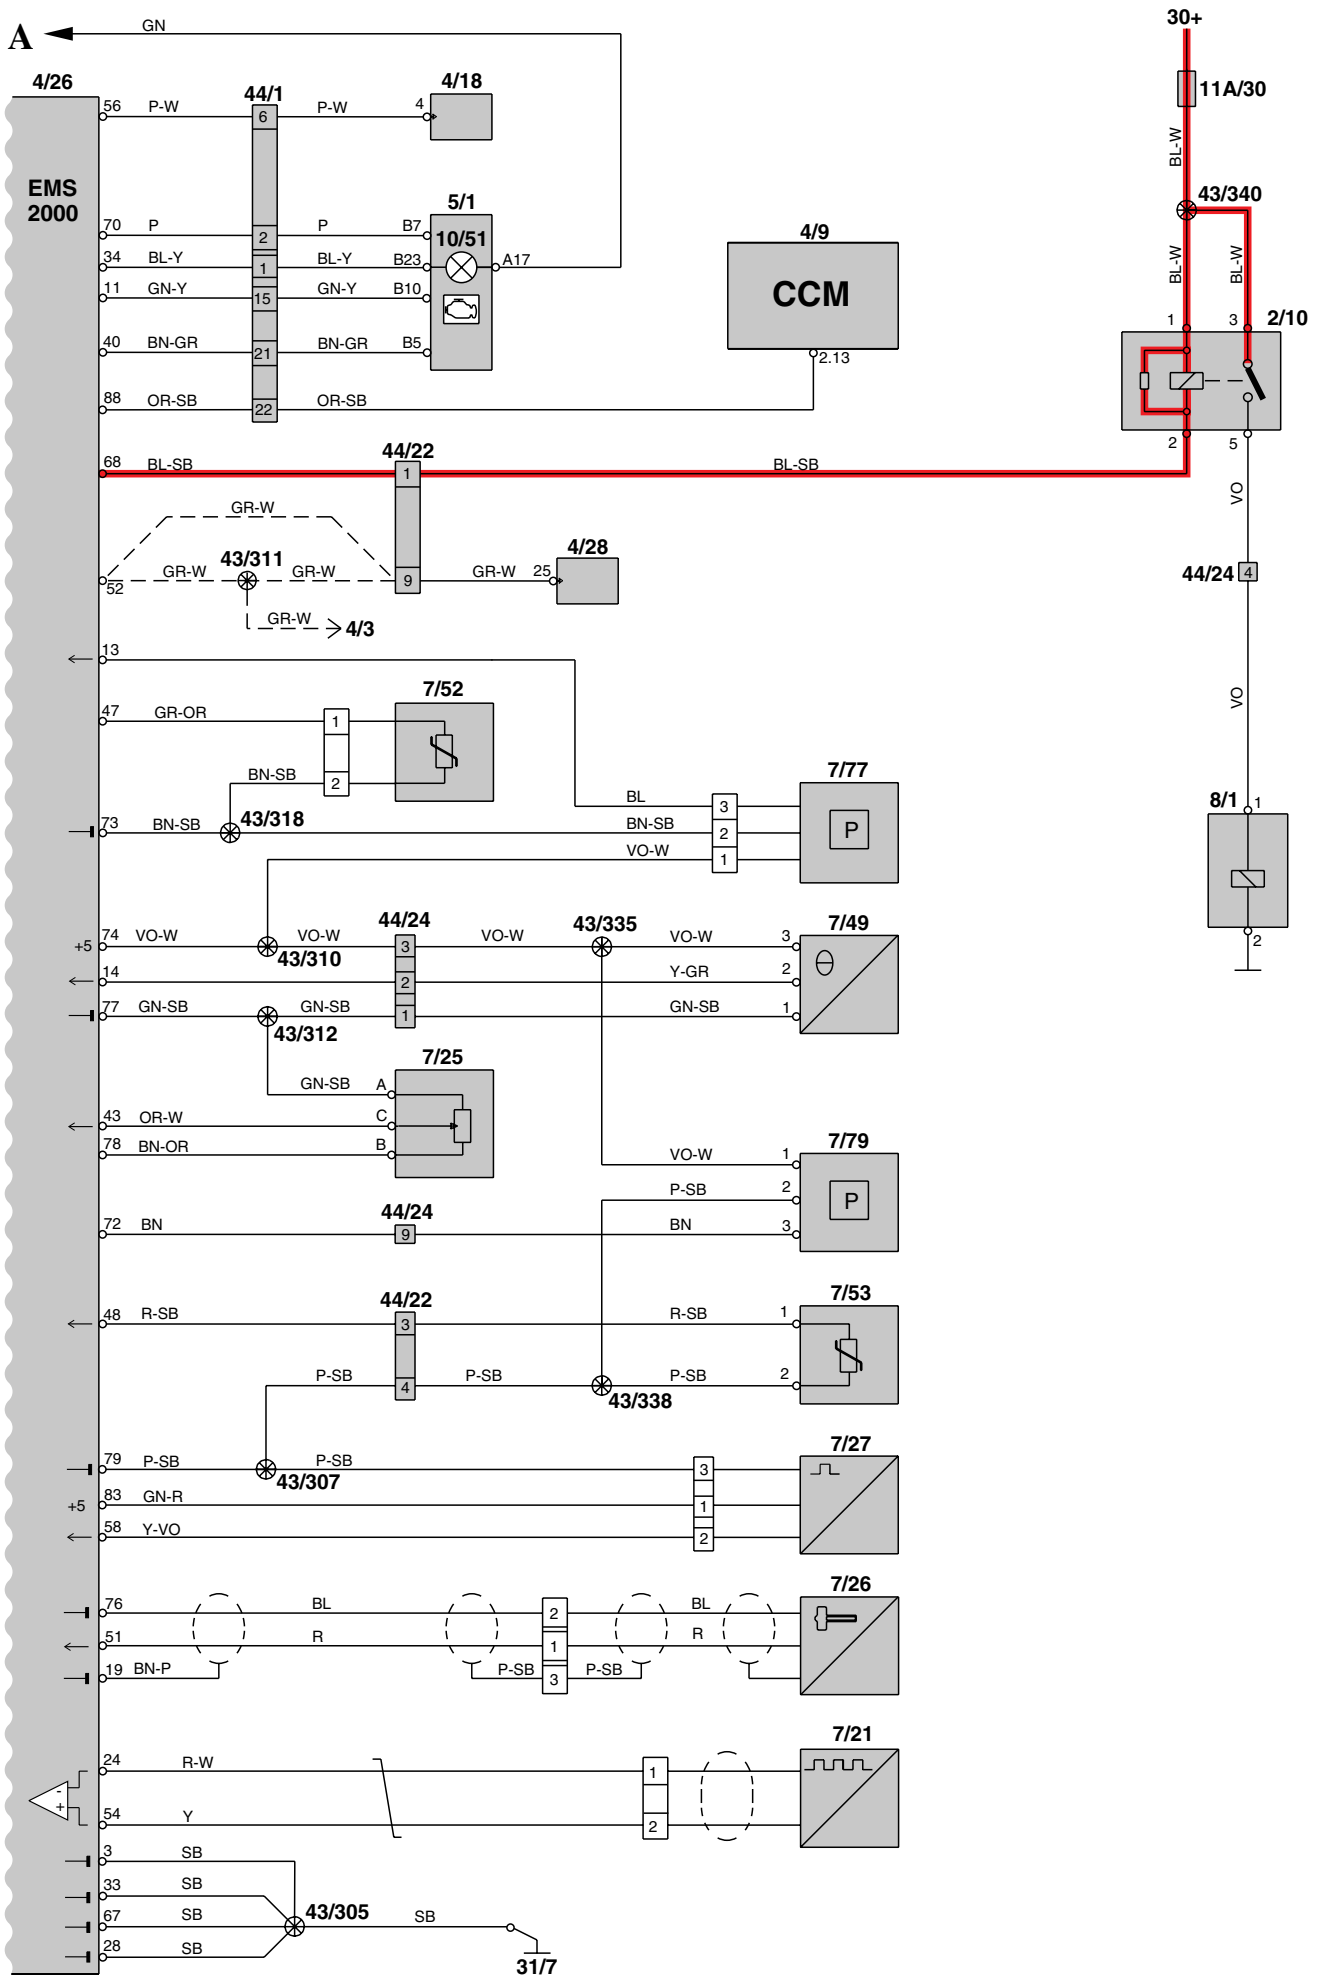 GN
A
30+
4/26
44/1
4/18
11A/30
56 P-W 6 P-W 4
BL-W
EMS
2000
5/1
43/340
70 P 2 P B7
10/51
4/9
34 BL-Y 1 BL-Y B23 A17
BL-W BL-W
11 GN-Y 15 GN-Y B10
CCM
1 3 2/10
40 BN-GR 21 BN-GR B5
2.13
88 OR-SB 22 OR-SB
44/22
2 5
68 BL-SB 1 BL-SB
VO
GR-W
43/311
4/28
52 GR-W GR-W 9 GR-W 25
44/24 4
GR-W 4/3
13
7/52
47 GR-OR 1
VO
BN-SB 2
7/77
BL 3
8/1 1
43/318
73 BN-SB
BN-SB 2
P
VO-W 1
44/24
43/335
7/49
+5 74 VO-W VO-W 3 VO-W VO-W 3
2
43/310
14 2 Y-GR 2
77 GN-SB GN-SB 1 GN-SB 1
43/312
7/25
GN-SB A
43 OR-W C
78 BN-OR B
7/79
VO-W 1
P-SB 2
P
44/24
72 BN 9 BN 3
44/22
7/53
48 R-SB 3 R-SB 1
P-SB 4 P-SB P-SB 2
43/338
7/27
79 P-SB P-SB 3
43/307
+5 83 GN-R 1
58 Y-VO 2
7/26
76 BL 2 BL
51 R 1 R
19 BN-P P-SB 3 P-SB
7/21
24 R-W 1
-
+
54 Y 2
3 SB
33 SB
43/305
67 SB SB
28 SB
31/7